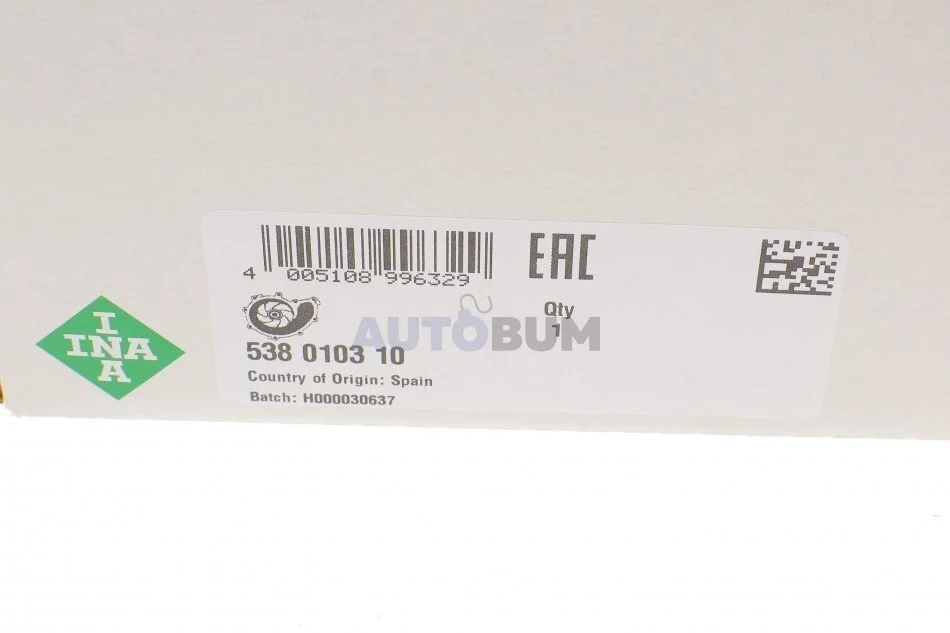 4 005108 996329
EAC
Qty
1
AUTOBUM
538 0103 10
Country of Origin: Spain
Batch: H000030637
I
INA
A